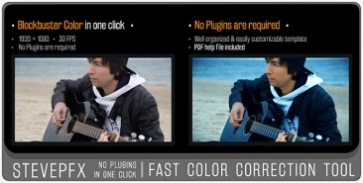 Blockbuster Color in one click
• 1920 x 1080 • 30 FPS
• No Plugins are required
No Plugins are required
• Well organized & easily customizable template
• PDF help file included
STEVEPFX NO PLUGINS IN ONE CLICK | FAST COLOR CORRECTION TOOL